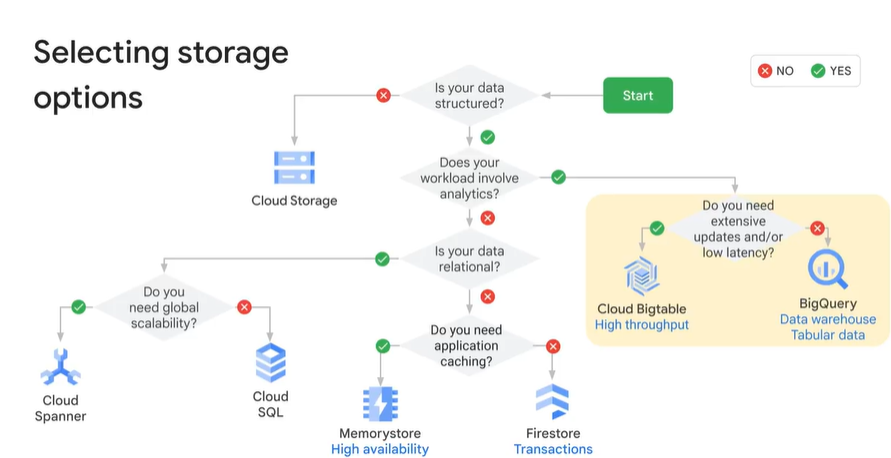 Selecting storage
options
NO
YES
Start
Is your data
structured?
Cloud Storage
Does your
workload involve
analytics?
Do you need
extensive
updates and/or
low latency?
Is your data
relational?
Cloud Bigtable
High throughput
BigQuery
Data warehouse
Tabular data
Do you
need global
scalability?
Do you need
application
caching?
Cloud
Spanner
Cloud
SQL
Memorystore
High availability
Firestore
Transactions